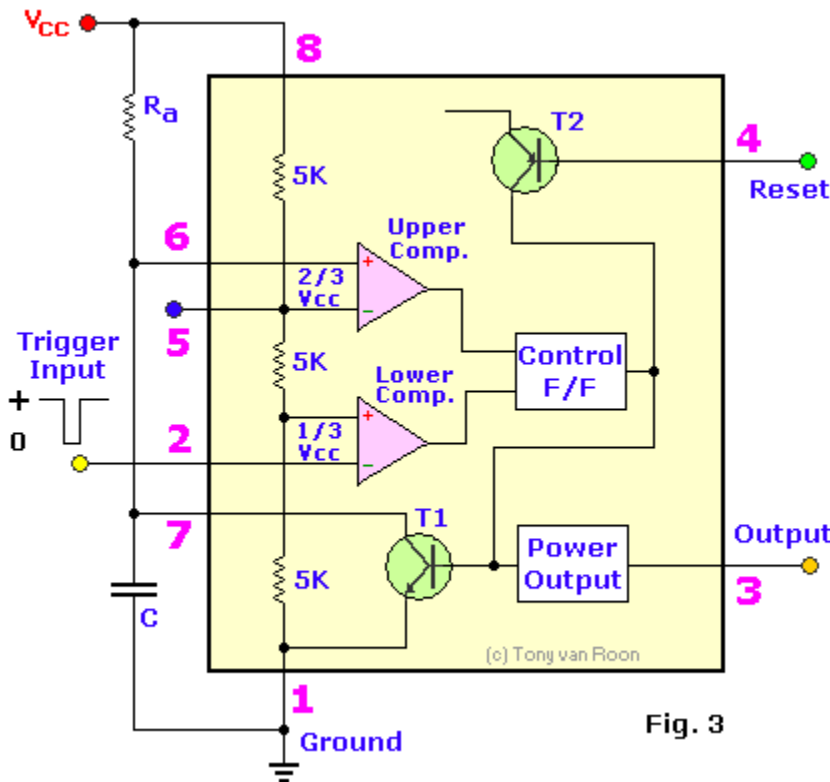 Vcc
8
Ra
T2
4
5K
Reset
6
Upper
Comp.
+
2/3
Vcc
-
5
Trigger
Input
5K
Control
F/F
Lower
Comp.
+
0
+
1/3
Vcc
-
2
7
T1
Output
Power
Output
5K
3
C
(c) Tony van Roon
1
Ground
Fig. 3